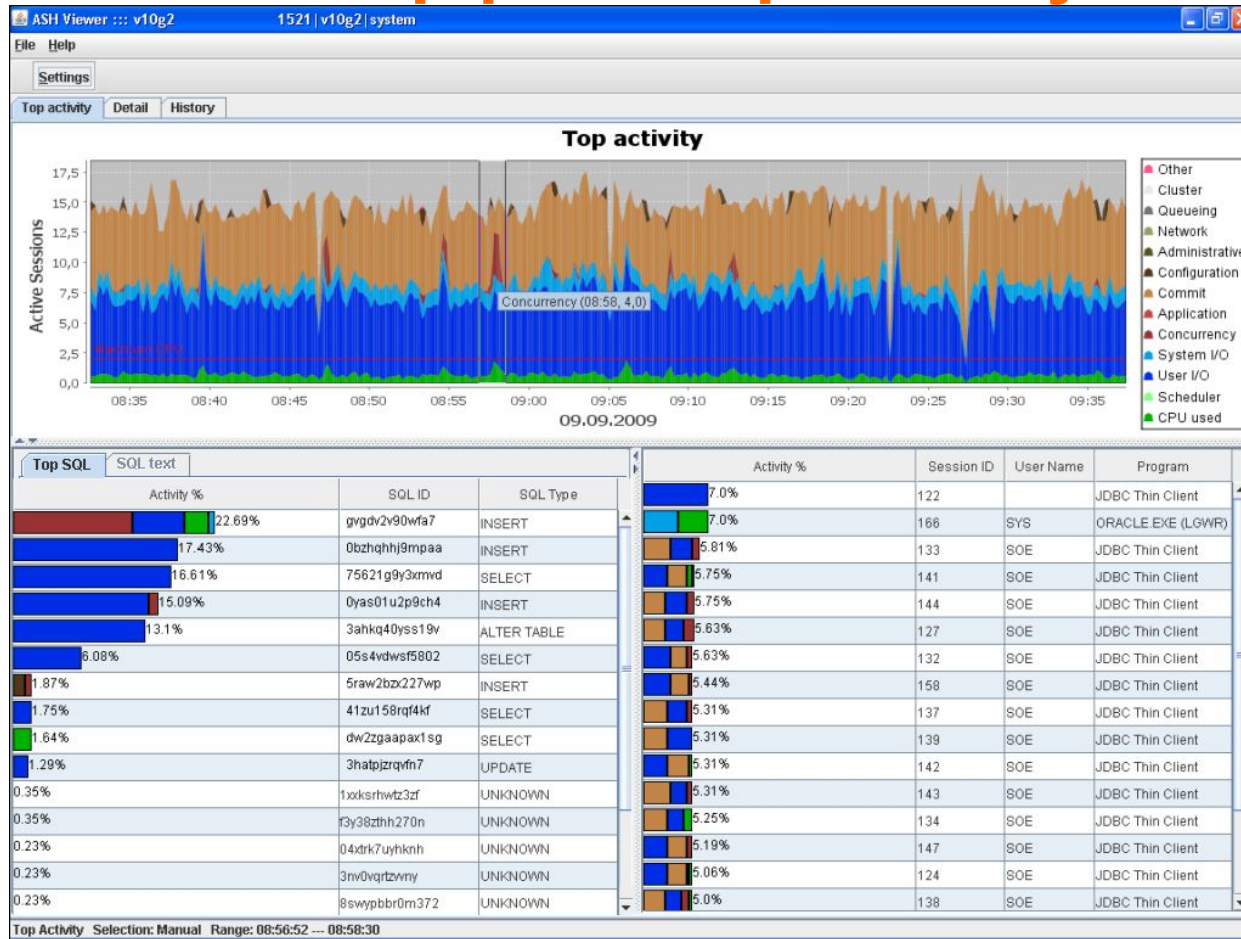 ASH Viewer ::: v10g2 1521|v10g2|system
File Help
Settings
Top activity Detail History
Top activity
17,5
15,0
12,5
10,0
7,5
5,0
2,5
0,0
Active Sessions
Maximum CPU
Concurrency (08:58, 4,0)
08:35 08:40 08:45 08:50 08:55 09:00 09:05 09:10 09:15 09:20 09:25 09:30 09:35
09.09.2009
Other
Cluster
Queueing
Network
Administrative
Configuration
Commit
Application
Concurrency
System I/O
User I/O
Scheduler
CPU used
Top SQL SQL text
Activity % SQL ID SQL Type
22.69% gvgdv2v90wfa7 INSERT
17.43% 0bzhqhhj9mpaa INSERT
16.61% 75621g9y3xmvd SELECT
15.09% 0yas01u2p9ch4 INSERT
13.1% 3ahkq40yss19v ALTER TABLE
6.08% 05s4vdwsf5802 SELECT
1.87% 5raw2bzx227wp INSERT
1.75% 41zu158rqf4kf SELECT
1.64% dw2zgaapax1sg SELECT
1.29% 3hatpjzrqvfn7 UPDATE
0.35% 1xxksrhwtz3zf UNKNOWN
0.35% f3y38zthh270n UNKNOWN
0.23% 04xtrk7uyhknh UNKNOWN
0.23% 3nv0vqrtzvvny UNKNOWN
0.23% 8swypbbr0m372 UNKNOWN
Activity % Session ID User Name Program
7.0% 122 JDBC Thin Client
7.0% 166 SYS ORACLE.EXE (LGWR)
5.81% 133 SOE JDBC Thin Client
5.75% 141 SOE JDBC Thin Client
5.75% 144 SOE JDBC Thin Client
5.63% 127 SOE JDBC Thin Client
5.63% 132 SOE JDBC Thin Client
5.44% 158 SOE JDBC Thin Client
5.31% 137 SOE JDBC Thin Client
5.31% 139 SOE JDBC Thin Client
5.31% 142 SOE JDBC Thin Client
5.31% 143 SOE JDBC Thin Client
5.25% 134 SOE JDBC Thin Client
5.19% 147 SOE JDBC Thin Client
5.06% 124 SOE JDBC Thin Client
5.0% 138 SOE JDBC Thin Client
Top Activity Selection: Manual Range: 08:56:52 --- 08:58:30